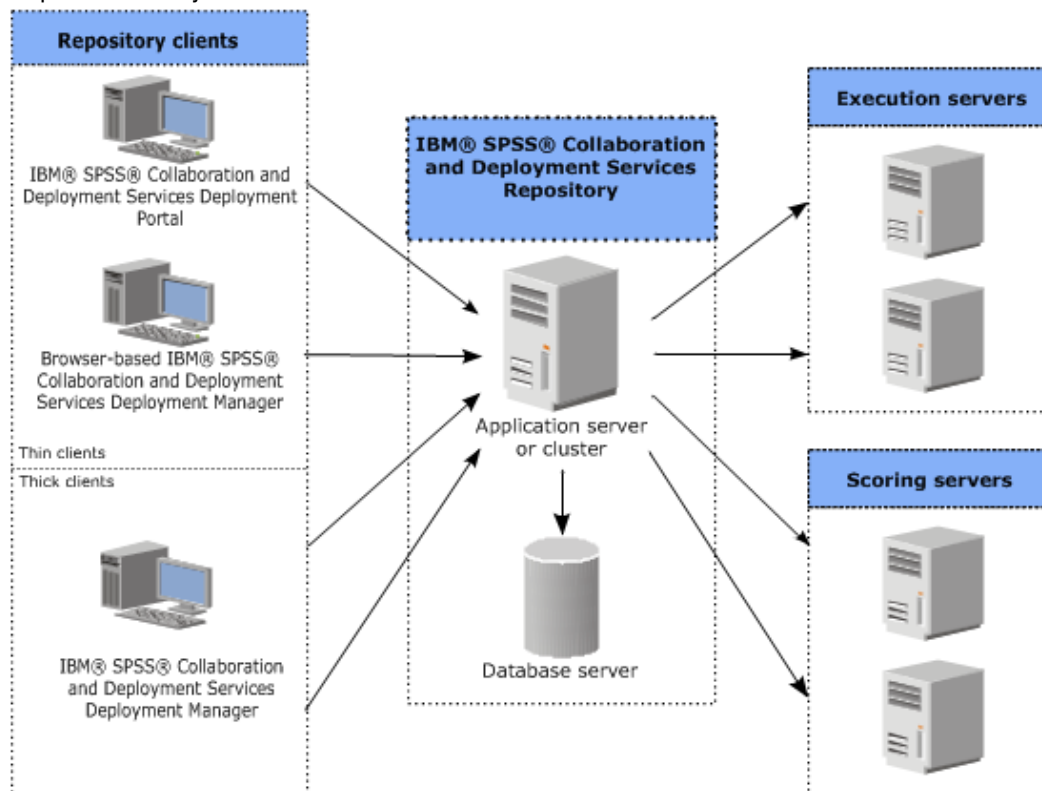 Repository clients
IBM® SPSS® Collaboration and
Deployment Services Deployment
Portal
Browser-based IBM® SPSS®
Collaboration and Deployment
Services Deployment Manager
Thin clients
Thick clients
IBM® SPSS® Collaboration
and Deployment Services
Deployment Manager
IBM® SPSS® Collaboration
and Deployment Services
Repository
Application server
or cluster
Database server
Execution servers
Scoring servers